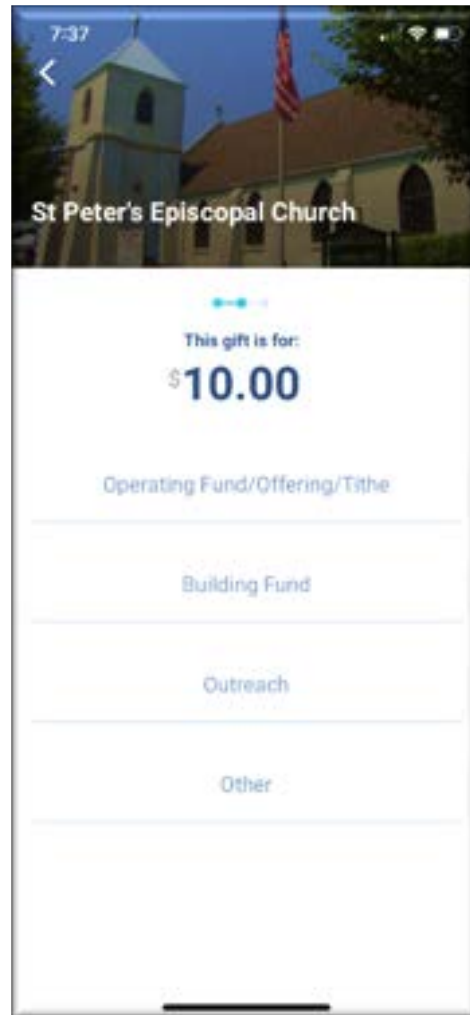 7:37
St Peter's Episcopal Church
This gift is for:
$10.00
Operating Fund/Offering/Tithe
Building Fund
Outreach
Other